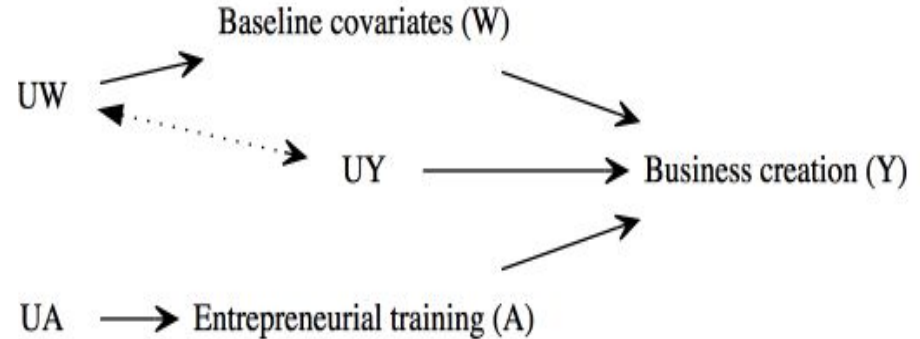 Baseline covariates (W)
UW
UY
Business creation (Y)
UA
Entrepreneurial training (A)